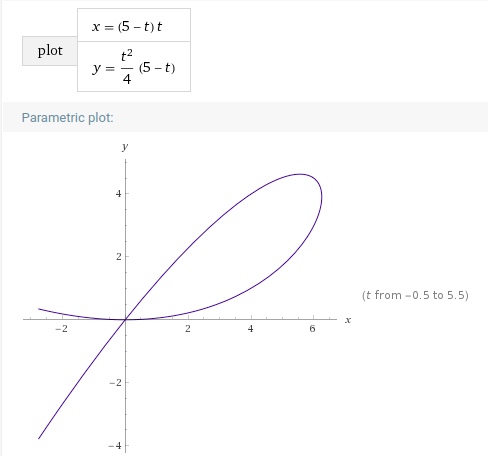 plot
x = (5 − t) t
y = t²/4 (5 − t)
Parametric plot:
y
4
2
−2
2
4
6
x
−2
−4
(t from −0.5 to 5.5)